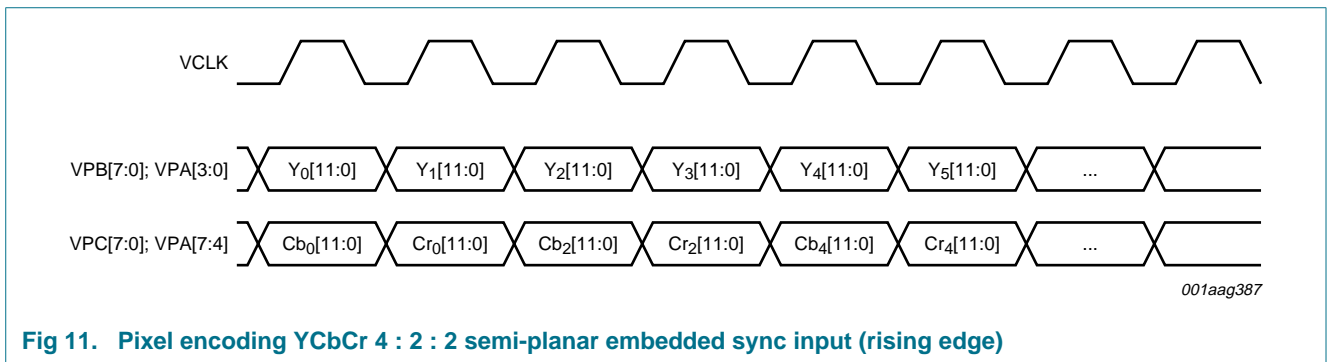 VCLK
VPB[7:0]; VPA[3:0] Y0[11:0] Y1[11:0] Y2[11:0] Y3[11:0] Y4[11:0] Y5[11:0] ...
VPC[7:0]; VPA[7:4] Cb0[11:0] Cr0[11:0] Cb2[11:0] Cr2[11:0] Cb4[11:0] Cr4[11:0] ...
001aag387
Fig 11. Pixel encoding YCbCr 4 : 2 : 2 semi-planar embedded sync input (rising edge)